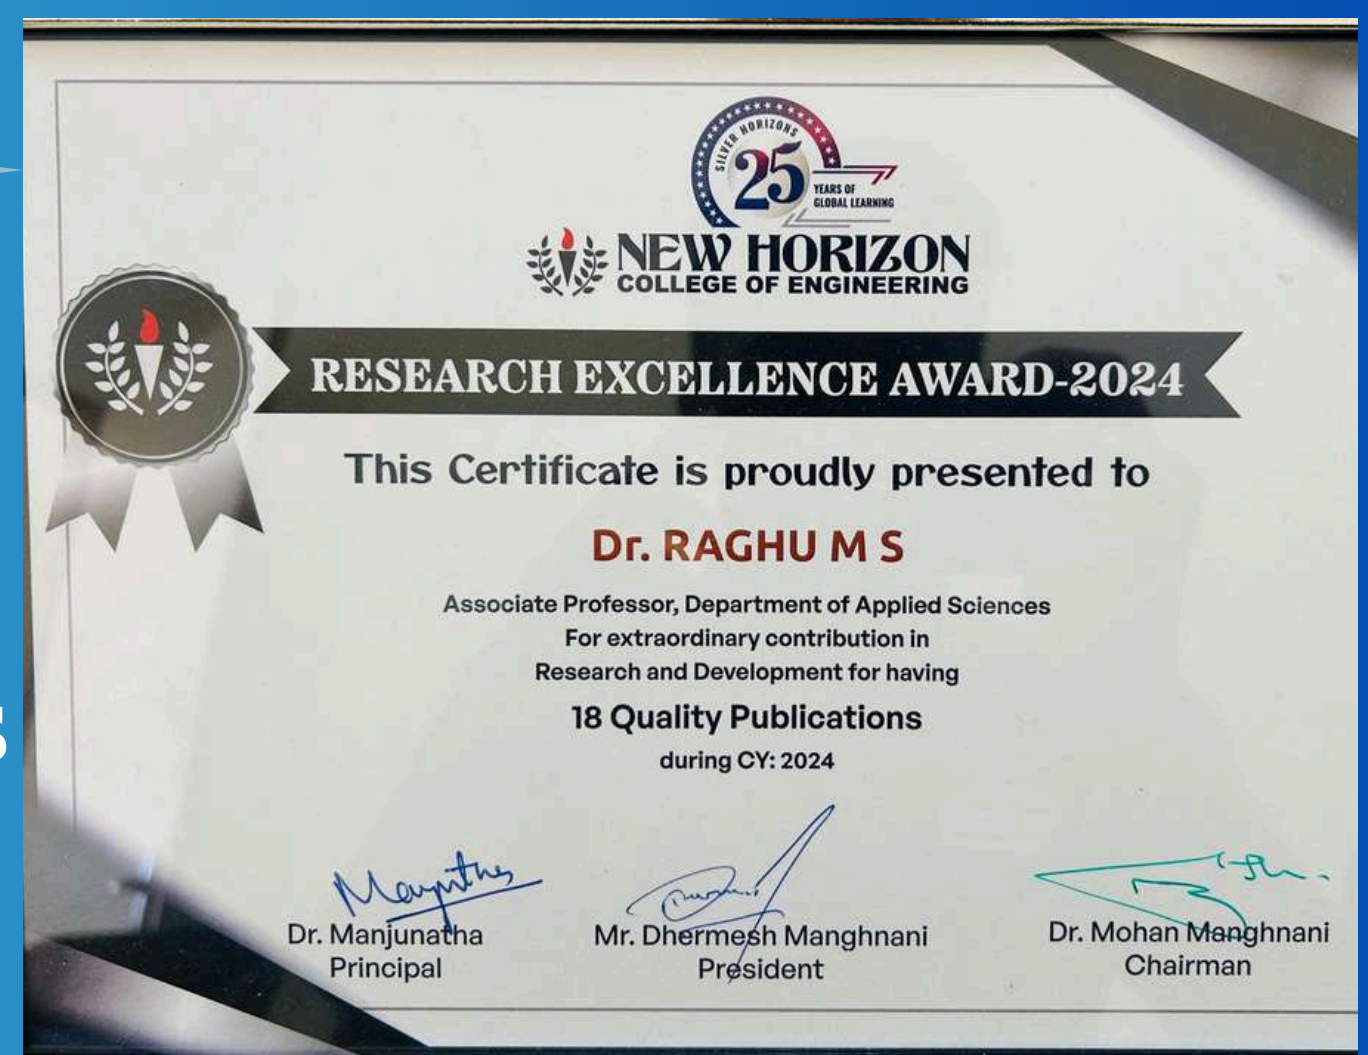 SILVER HORIZONS
25
YEARS OF
GLOBAL LEARNING
NEW HORIZON
COLLEGE OF ENGINEERING
RESEARCH EXCELLENCE AWARD-2024
This Certificate is proudly presented to
Dr. RAGHU M S
Associate Professor, Department of Applied Sciences
For extraordinary contribution in
Research and Development for having
18 Quality Publications
during CY: 2024
Dr. Manjunatha
Principal
Mr. Dhermesh Manghnani
President
Dr. Mohan Manghnani
Chairman